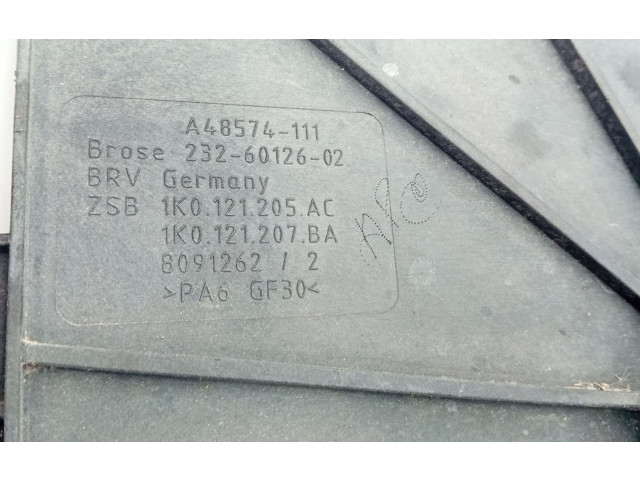 A48574-111
Brose 232-60126-02
BRV Germany
ZSB 1K0.121.205.AC
1K0.121.207.BA
8091262 / 2
>PA6 GF30<